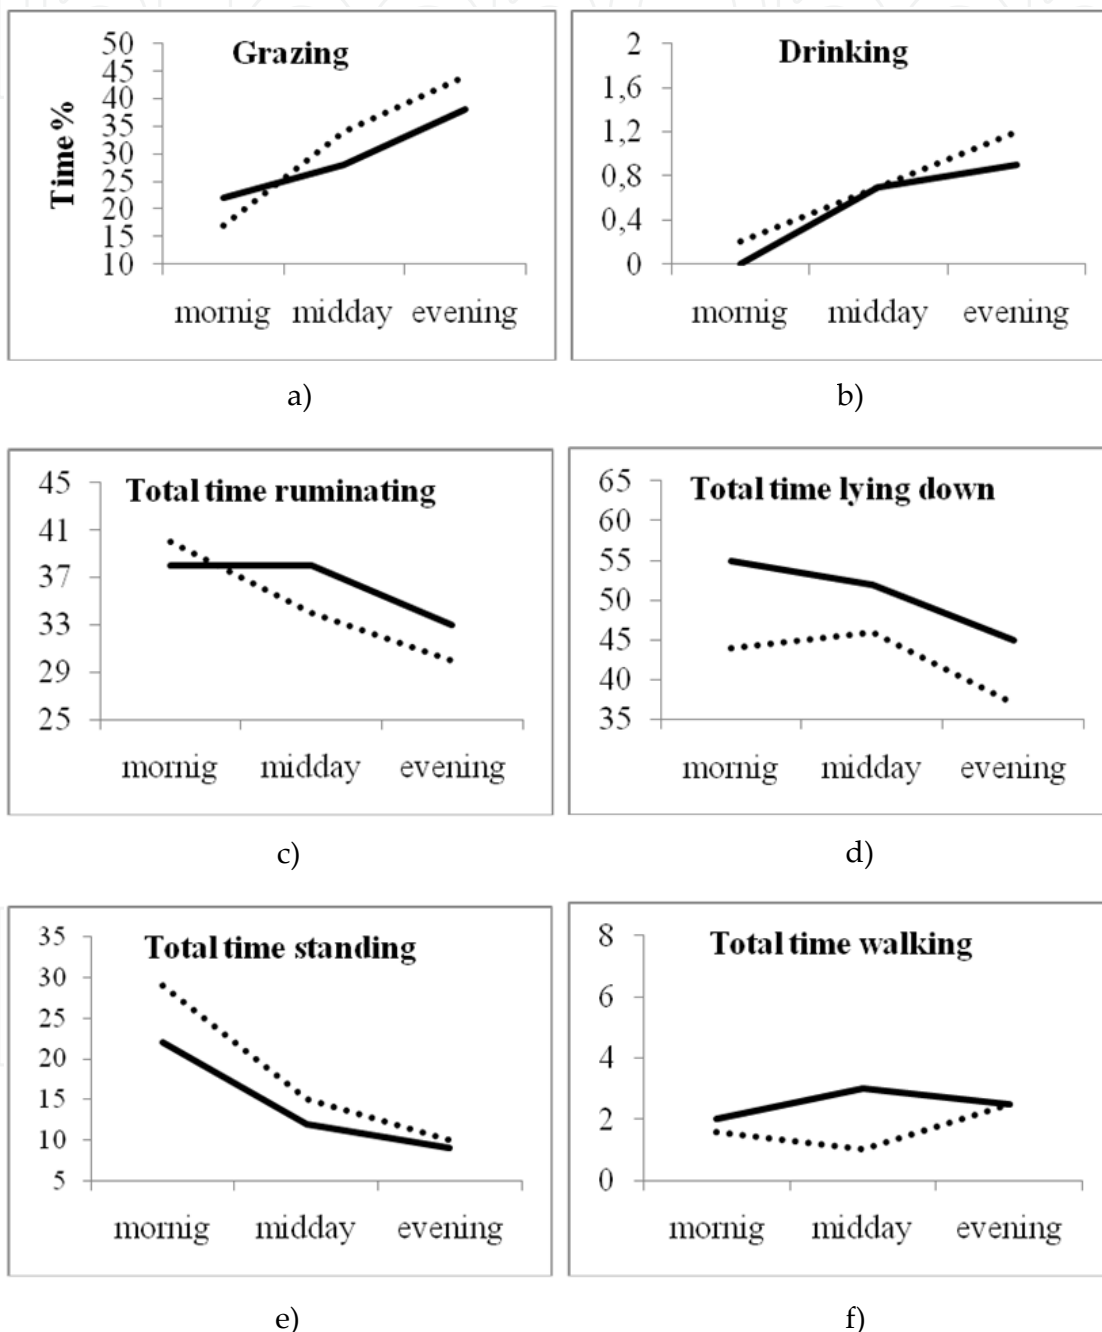 Grazing
Time %
50
45
40
35
30
25
20
15
10
mornig midday evening
a)
Drinking
2
1,6
1,2
0,8
0,4
0
mornig midday evening
b)
Total time ruminating
45
41
37
33
29
25
mornig midday evening
c)
Total time lying down
65
60
55
50
45
40
35
mornig midday evening
d)
Total time standing
35
30
25
20
15
10
5
mornig midday evening
e)
Total time walking
8
6
4
2
0
mornig midday evening
f)